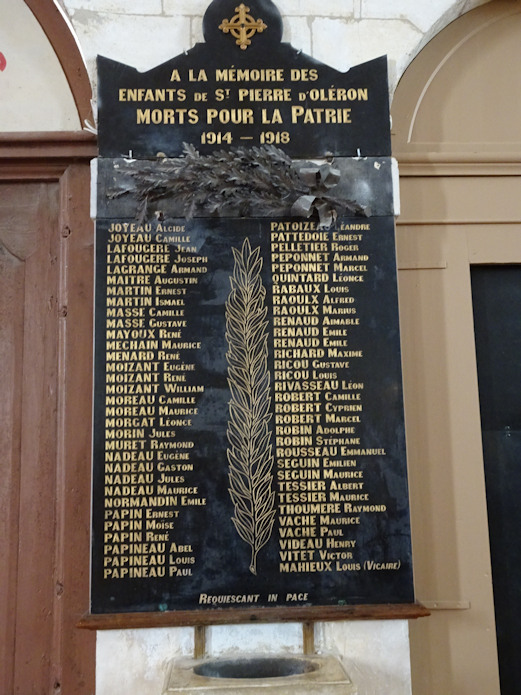 A LA MÉMOIRE DES
ENFANTS DE ST PIERRE D'OLÉRON
MORTS POUR LA PATRIE
1914 — 1918
JOTEAU ALCIDE
JOYEAU CAMILLE
LAFOUGERE JEAN
LAFOUGERE JOSEPH
LAGRANGE ARMAND
MAITRE AUGUSTIN
MARTIN ERNEST
MARTIN ISMAEL
MASSE CAMILLE
MASSE GUSTAVE
MAYOUX RENÉ
MECHAIN MAURICE
MENARD RENÉ
MOIZANT EUGÈNE
MOIZANT RENÉ
MOIZANT WILLIAM
MOREAU CAMILLE
MOREAU MAURICE
MORGAT LÉONCE
MORIN JULES
MURET RAYMOND
NADEAU EUGÈNE
NADEAU GASTON
NADEAU JULES
NADEAU MAURICE
NORMANDIN EMILE
PAPIN ERNEST
PAPIN MOÏSE
PAPIN RENÉ
PAPINEAU ABEL
PAPINEAU LOUIS
PAPINEAU PAUL
PATOIZEAU LEANDRE
PATTEDOIE ERNEST
PELLETIER ROGER
PEPONNET ARMAND
PEPONNET MARCEL
QUINTARD LÉONCE
RABAUX LOUIS
RAOULX ALFRED
RAOULX MARIUS
RENAUD AIMABLE
RENAUD EMILE
RENAUD EMILE
RICHARD MAXIME
RICOU GUSTAVE
RICOU LOUIS
RIVASSEAU LÉON
ROBERT CAMILLE
ROBERT CYPRIEN
ROBERT MARCEL
ROBIN ADOLPHE
ROBIN STÉPHANE
ROUSSEAU EMMANUEL
SEGUIN EMILIEN
SEGUIN MAURICE
TESSIER ALBERT
TESSIER MAURICE
THOUMERE RAYMOND
VACHE MAURICE
VACHE PAUL
VIDEAU HENRY
VITET VICTOR
MAHIEUX LOUIS (VICAIRE)
REQUIESCANT IN PACE